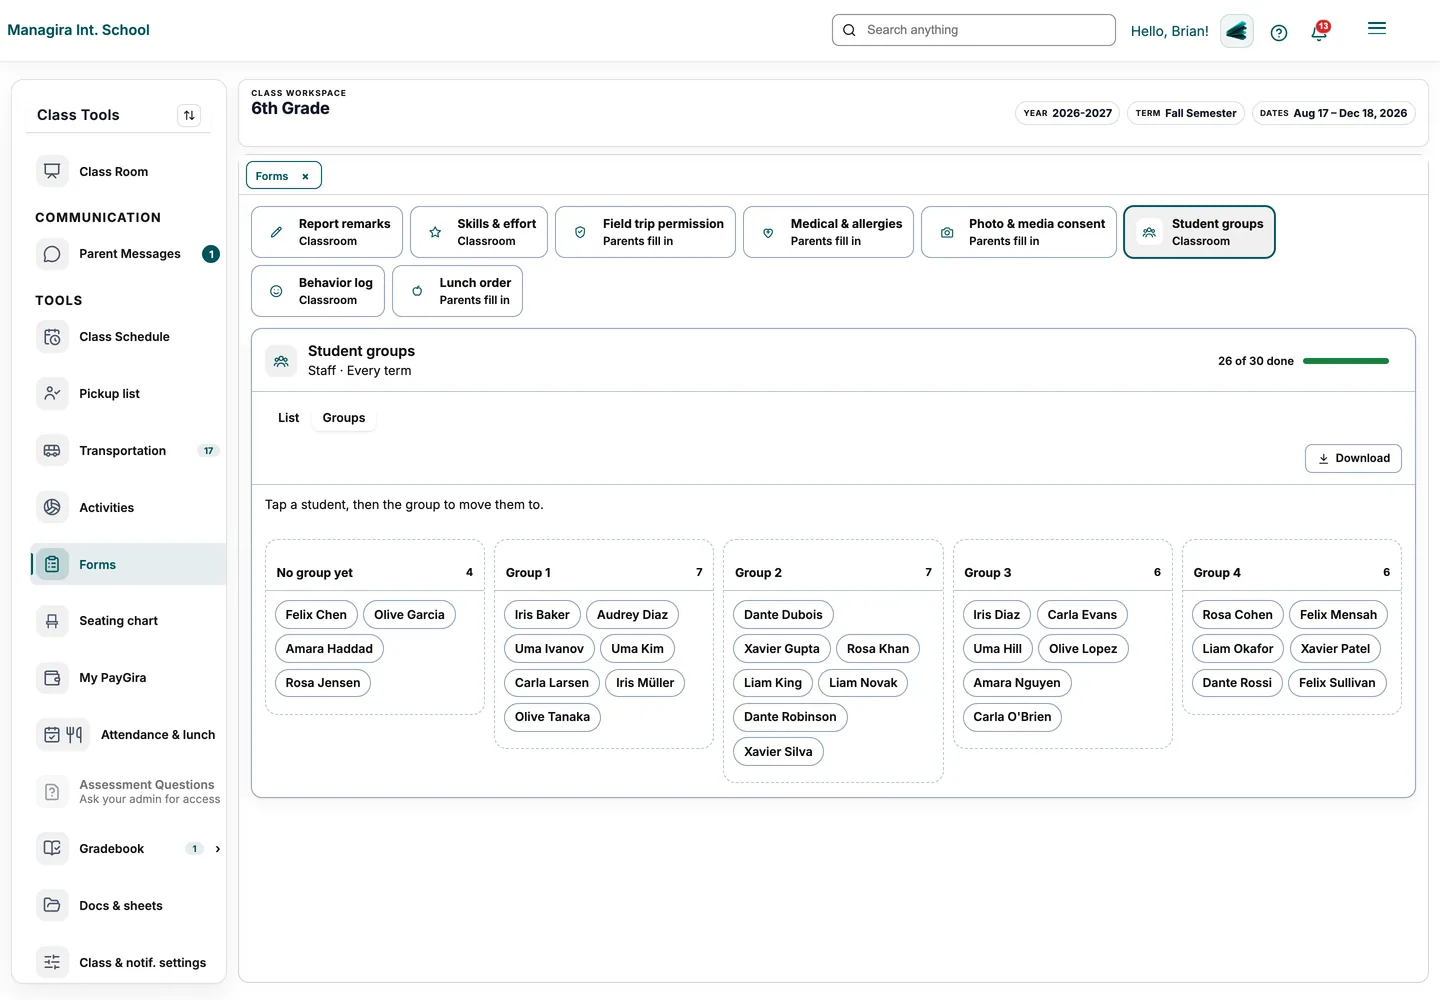 Managira Int. School
Search anything
Hello, Brian!
13
Class Tools
Class Room
COMMUNICATION
Parent Messages
1
TOOLS
Class Schedule
Pickup list
Transportation
17
Activities
Forms
Seating chart
My PayGira
Attendance & lunch
Assessment Questions
Ask your admin for access
Gradebook
1
Docs & sheets
Class & notif. settings
CLASS WORKSPACE
6th Grade
YEAR 2026-2027
TERM Fall Semester
DATES Aug 17 – Dec 18, 2026
Forms ×
Report remarks
Classroom
Skills & effort
Classroom
Field trip permission
Parents fill in
Medical & allergies
Parents fill in
Photo & media consent
Parents fill in
Student groups
Classroom
Behavior log
Classroom
Lunch order
Parents fill in
Student groups
Staff · Every term
26 of 30 done
List
Groups
Download
Tap a student, then the group to move them to.
No group yet 4
Felix Chen
Olive Garcia
Amara Haddad
Rosa Jensen
Group 1 7
Iris Baker
Audrey Diaz
Uma Ivanov
Uma Kim
Carla Larsen
Iris Müller
Olive Tanaka
Group 2 7
Dante Dubois
Xavier Gupta
Rosa Khan
Liam King
Liam Novak
Dante Robinson
Xavier Silva
Group 3 6
Iris Diaz
Carla Evans
Uma Hill
Olive Lopez
Amara Nguyen
Carla O'Brien
Group 4 6
Rosa Cohen
Felix Mensah
Liam Okafor
Xavier Patel
Dante Rossi
Felix Sullivan